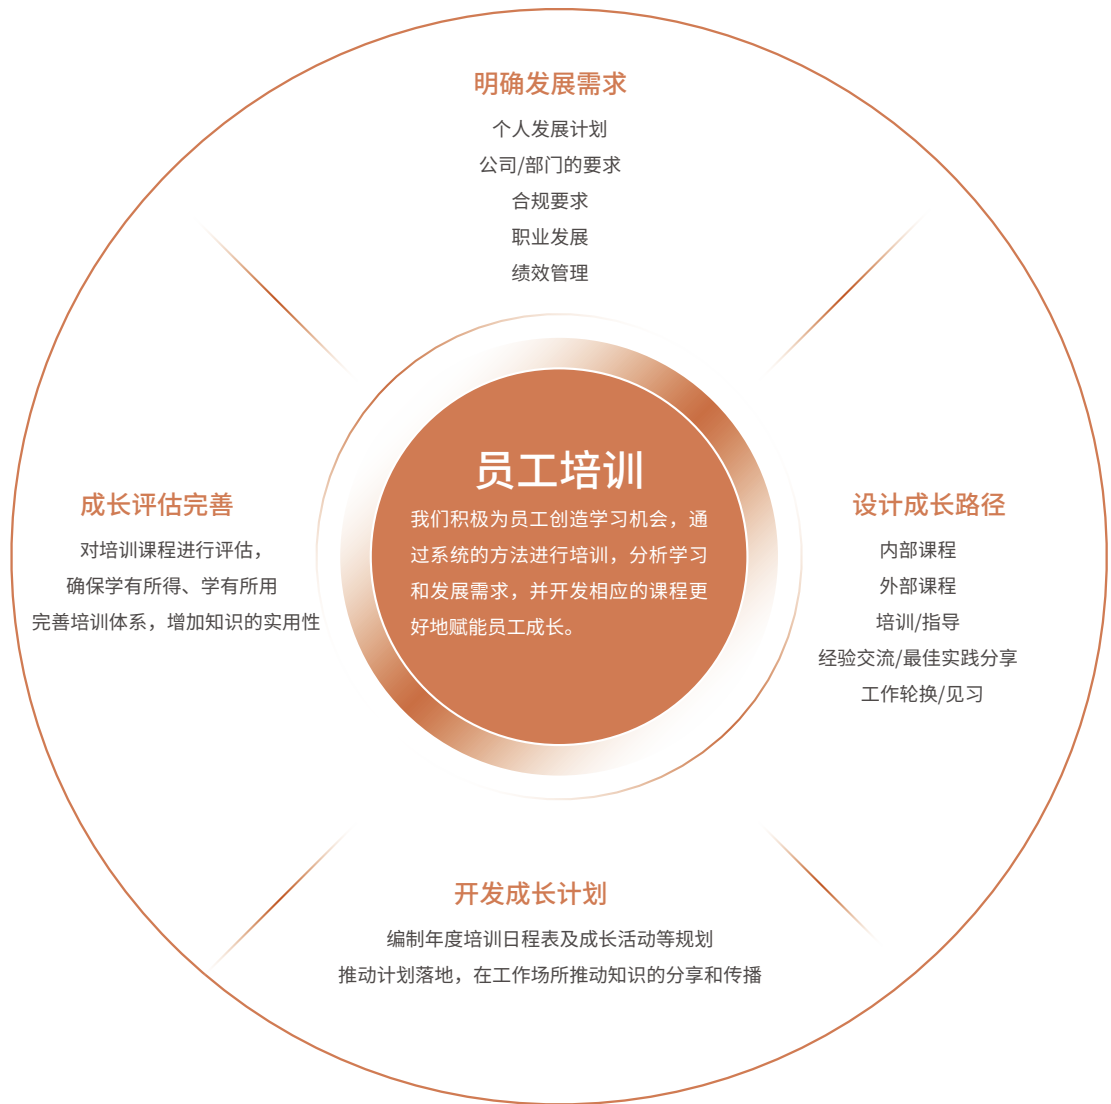 明确发展需求
个人发展计划
公司/部门的要求
合规要求
职业发展
绩效管理
员工培训
我们积极为员工创造学习机会，通
过系统的方法进行培训，分析学习
和发展需求，并开发相应的课程更
好地赋能员工成长。
成长评估完善
对培训课程进行评估，
确保学有所得、学有所用
完善培训体系，增加知识的实用性
设计成长路径
内部课程
外部课程
培训/指导
经验交流/最佳实践分享
工作轮换/见习
开发成长计划
编制年度培训日程表及成长活动等规划
推动计划落地，在工作场所推动知识的分享和传播